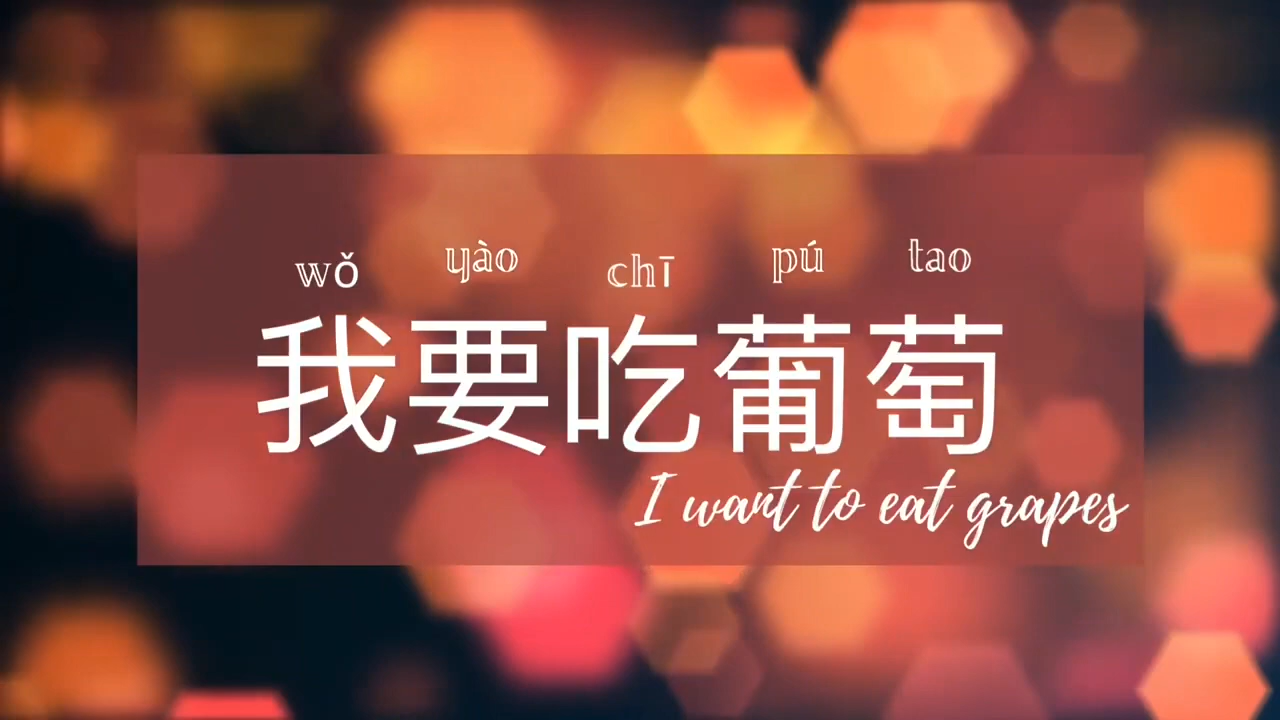 wǒ yào chī pú tao
我要吃葡萄
I want to eat grapes